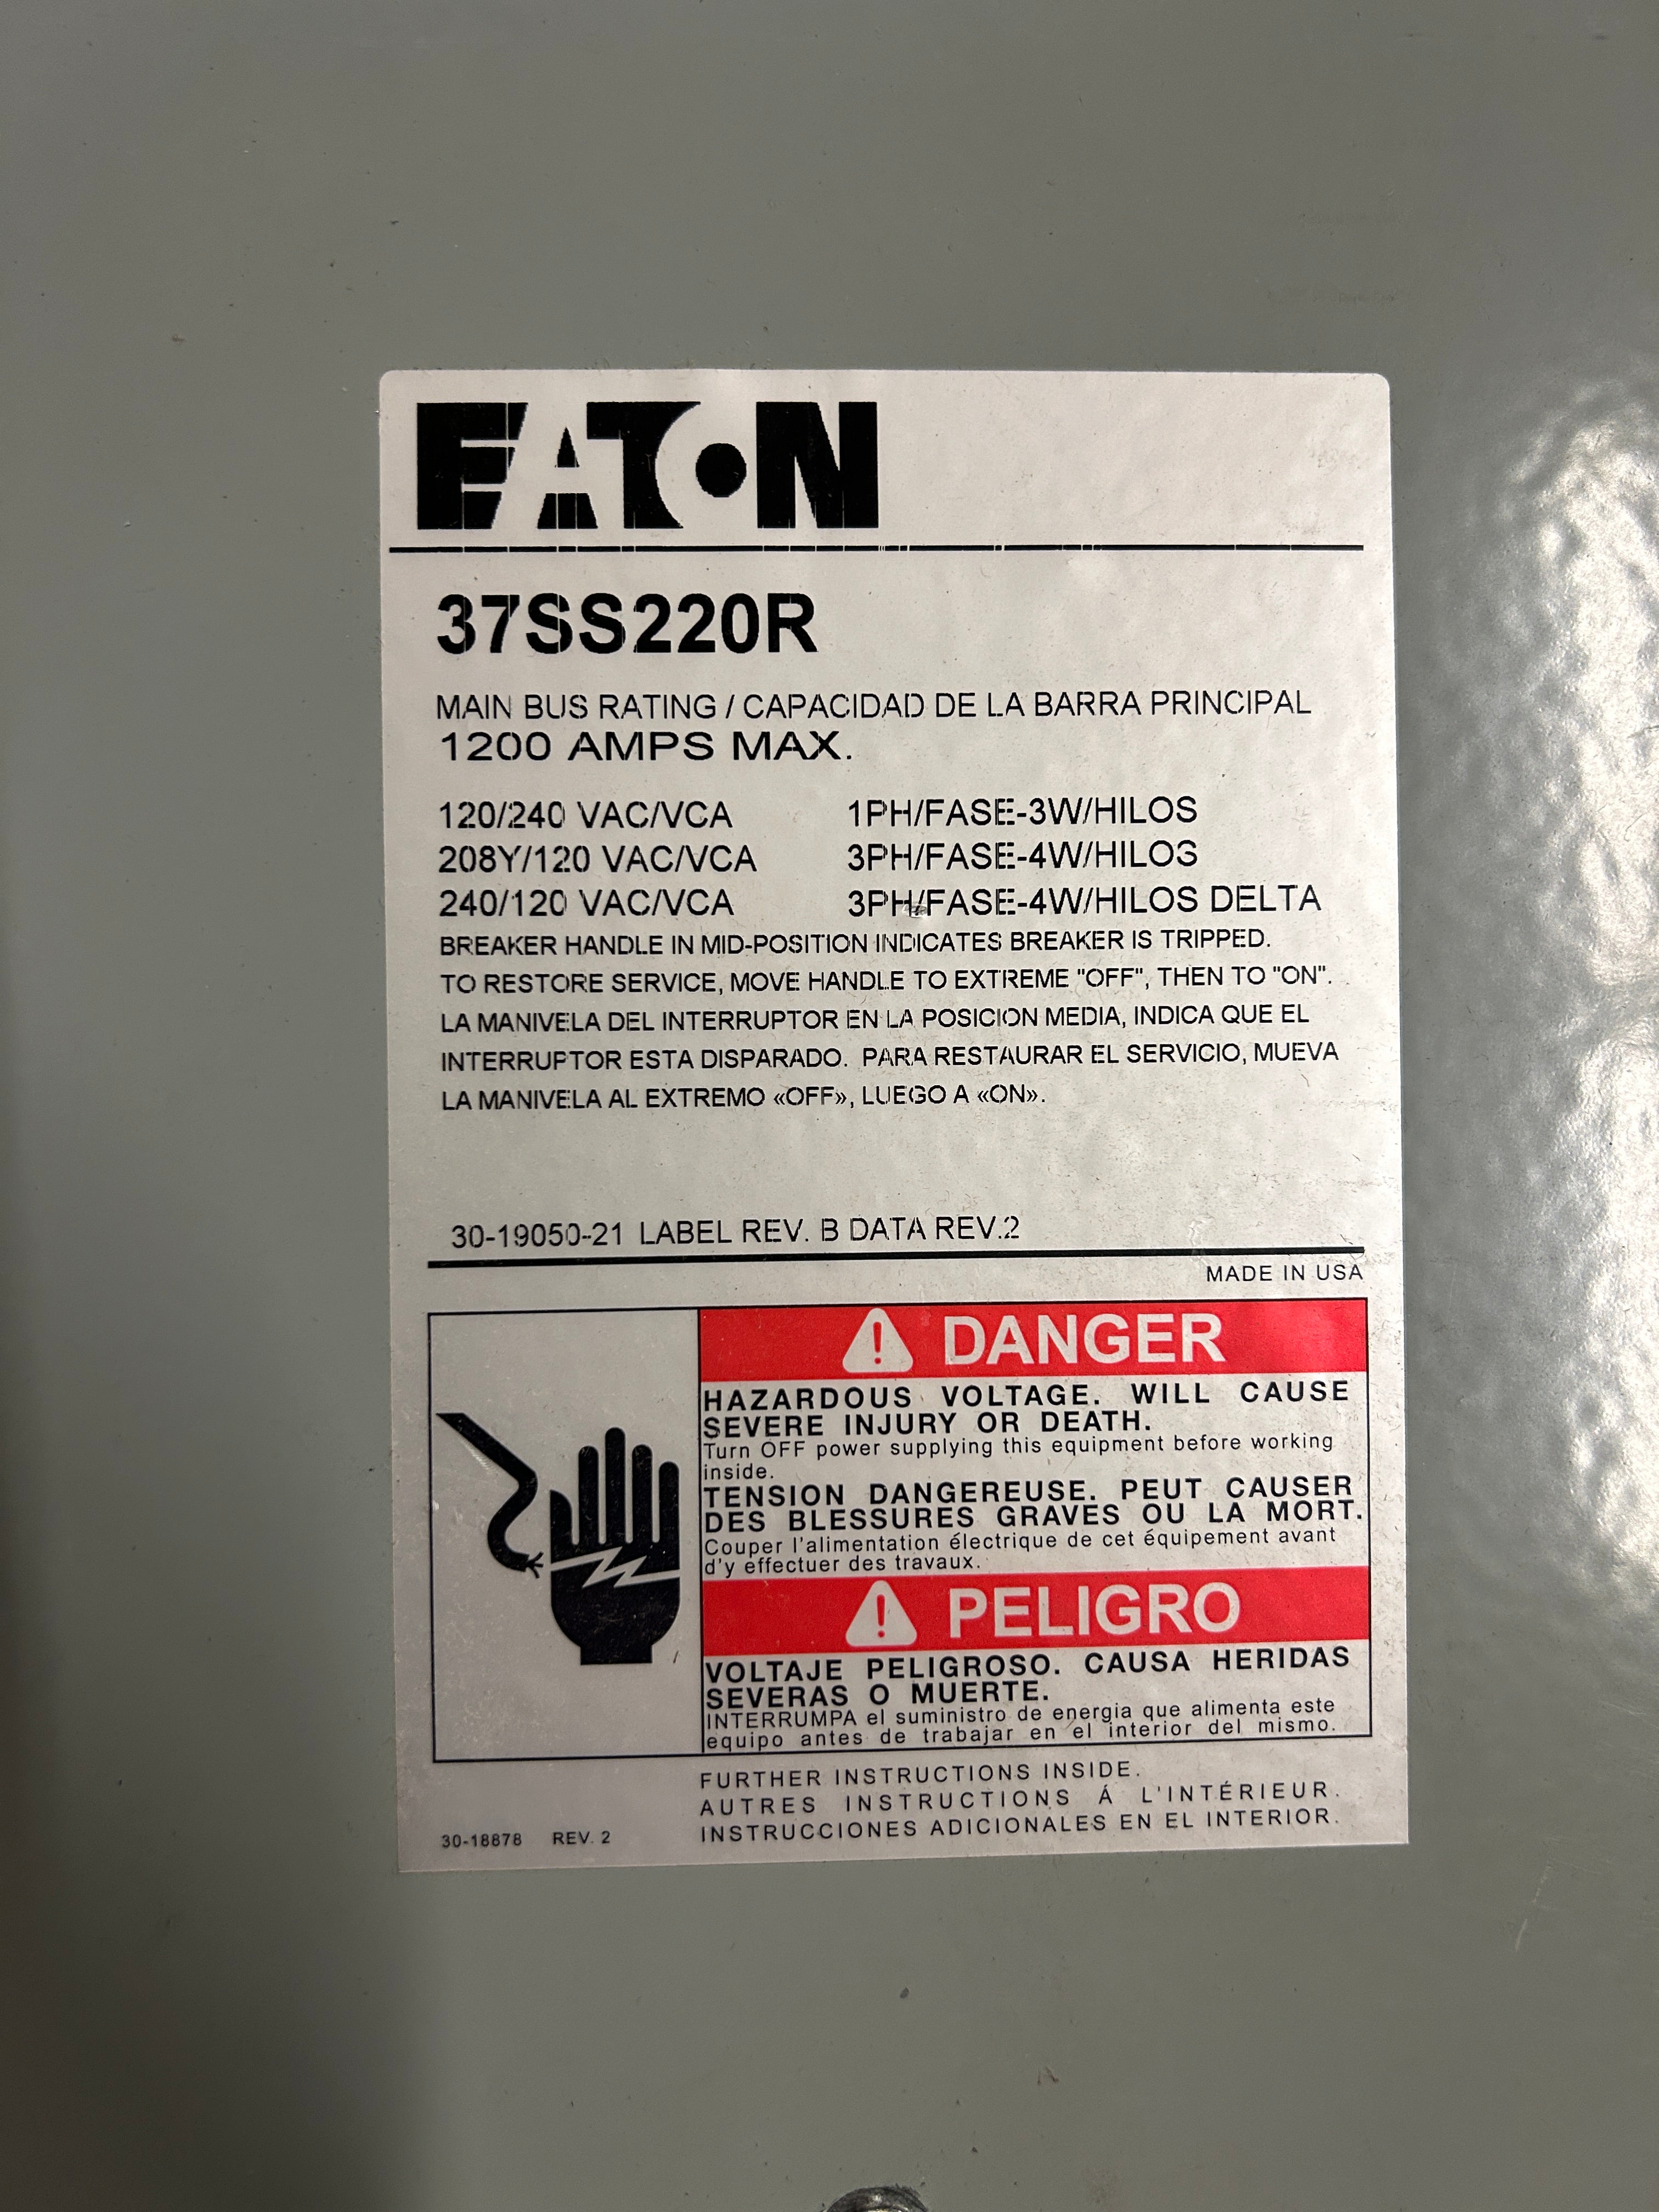 EATON
37SS220R
MAIN BUS RATING / CAPACIDAD DE LA BARRA PRINCIPAL
1200 AMPS MAX.
120/240 VAC/VCA 1PH/FASE-3W/HILOS
208Y/120 VAC/VCA 3PH/FASE-4W/HILOS
240/120 VAC/VCA 3PH/FASE-4W/HILOS DELTA
BREAKER HANDLE IN MID-POSITION INDICATES BREAKER IS TRIPPED.
TO RESTORE SERVICE, MOVE HANDLE TO EXTREME "OFF", THEN TO "ON".
LA MANIVELA DEL INTERRUPTOR EN LA POSICION MEDIA, INDICA QUE EL
INTERRUPTOR ESTA DISPARADO. PARA RESTAURAR EL SERVICIO, MUEVA
LA MANIVELA AL EXTREMO «OFF», LUEGO A «ON».
30-19050-21 LABEL REV. B DATA REV.2
MADE IN USA
DANGER
HAZARDOUS VOLTAGE. WILL CAUSE
SEVERE INJURY OR DEATH.
Turn OFF power supplying this equipment before working
inside.
TENSION DANGEREUSE. PEUT CAUSER
DES BLESSURES GRAVES OU LA MORT.
Couper l'alimentation électrique de cet équipement avant
d'y effectuer des travaux.
PELIGRO
VOLTAJE PELIGROSO. CAUSA HERIDAS
SEVERAS O MUERTE.
INTERRUMPA el suministro de energia que alimenta este
equipo antes de trabajar en el interior del mismo.
FURTHER INSTRUCTIONS INSIDE.
AUTRES INSTRUCTIONS Á L'INTÉRIEUR.
INSTRUCCIONES ADICIONALES EN EL INTERIOR.
30-18878 REV. 2